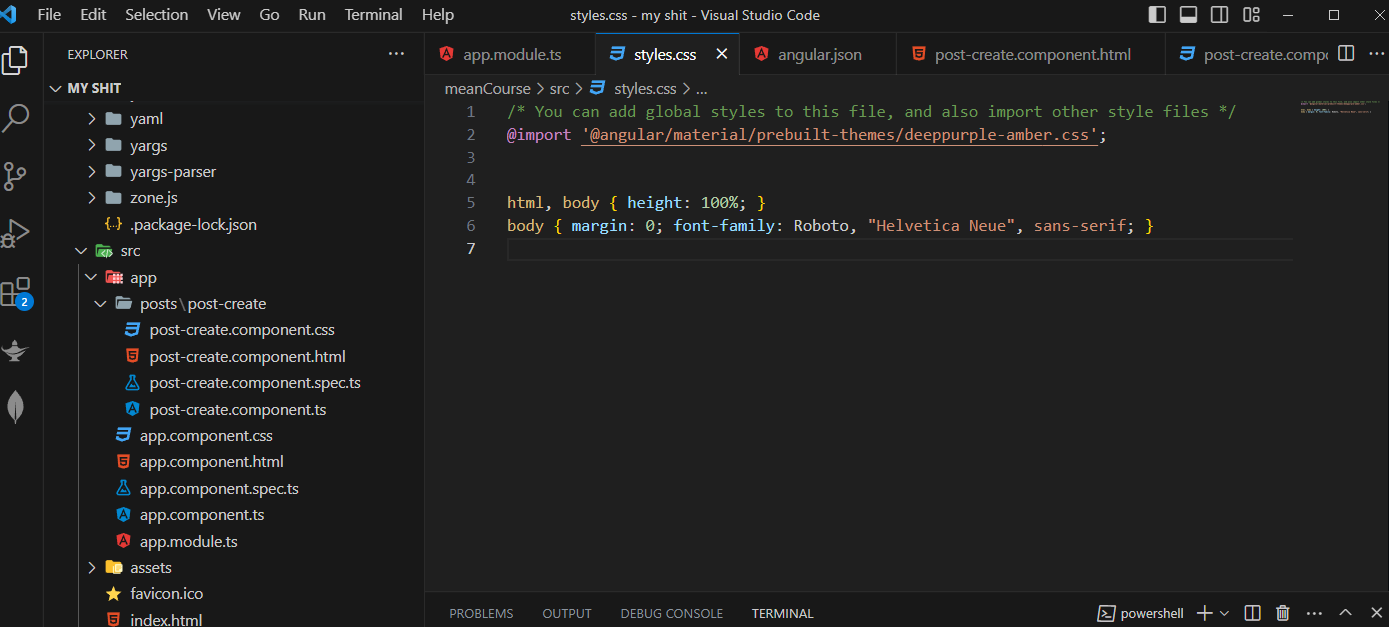 File Edit Selection View Go Run Terminal Help
styles.css - my shit - Visual Studio Code
EXPLORER
MY SHIT
yaml
yargs
yargs-parser
zone.js
{} .package-lock.json
src
app
posts\post-create
post-create.component.css
post-create.component.html
post-create.component.spec.ts
post-create.component.ts
app.component.css
app.component.html
app.component.spec.ts
app.component.ts
app.module.ts
assets
favicon.ico
index.html
2
app.module.ts styles.css angular.json post-create.component.html post-create.compo
meanCourse > src > styles.css > ...
1 /* You can add global styles to this file, and also import other style files */
2 @import '@angular/material/prebuilt-themes/deeppurple-amber.css';
3
4
5 html, body { height: 100%; }
6 body { margin: 0; font-family: Roboto, "Helvetica Neue", sans-serif; }
7
PROBLEMS OUTPUT DEBUG CONSOLE TERMINAL
powershell